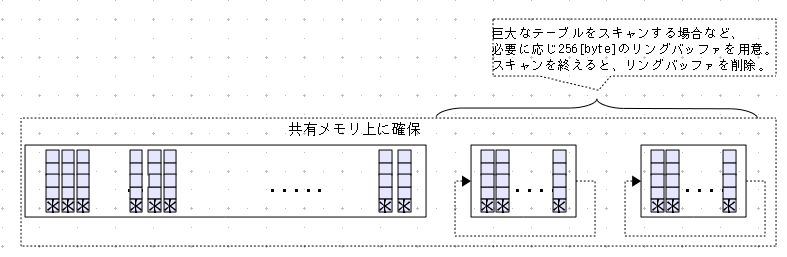 巨大なテーブルをスキャンする場合など、
必要に応じ256[byte]のリングバッファを用意。
スキャンを終えると、リングバッファを削除。
共有メモリ上に確保